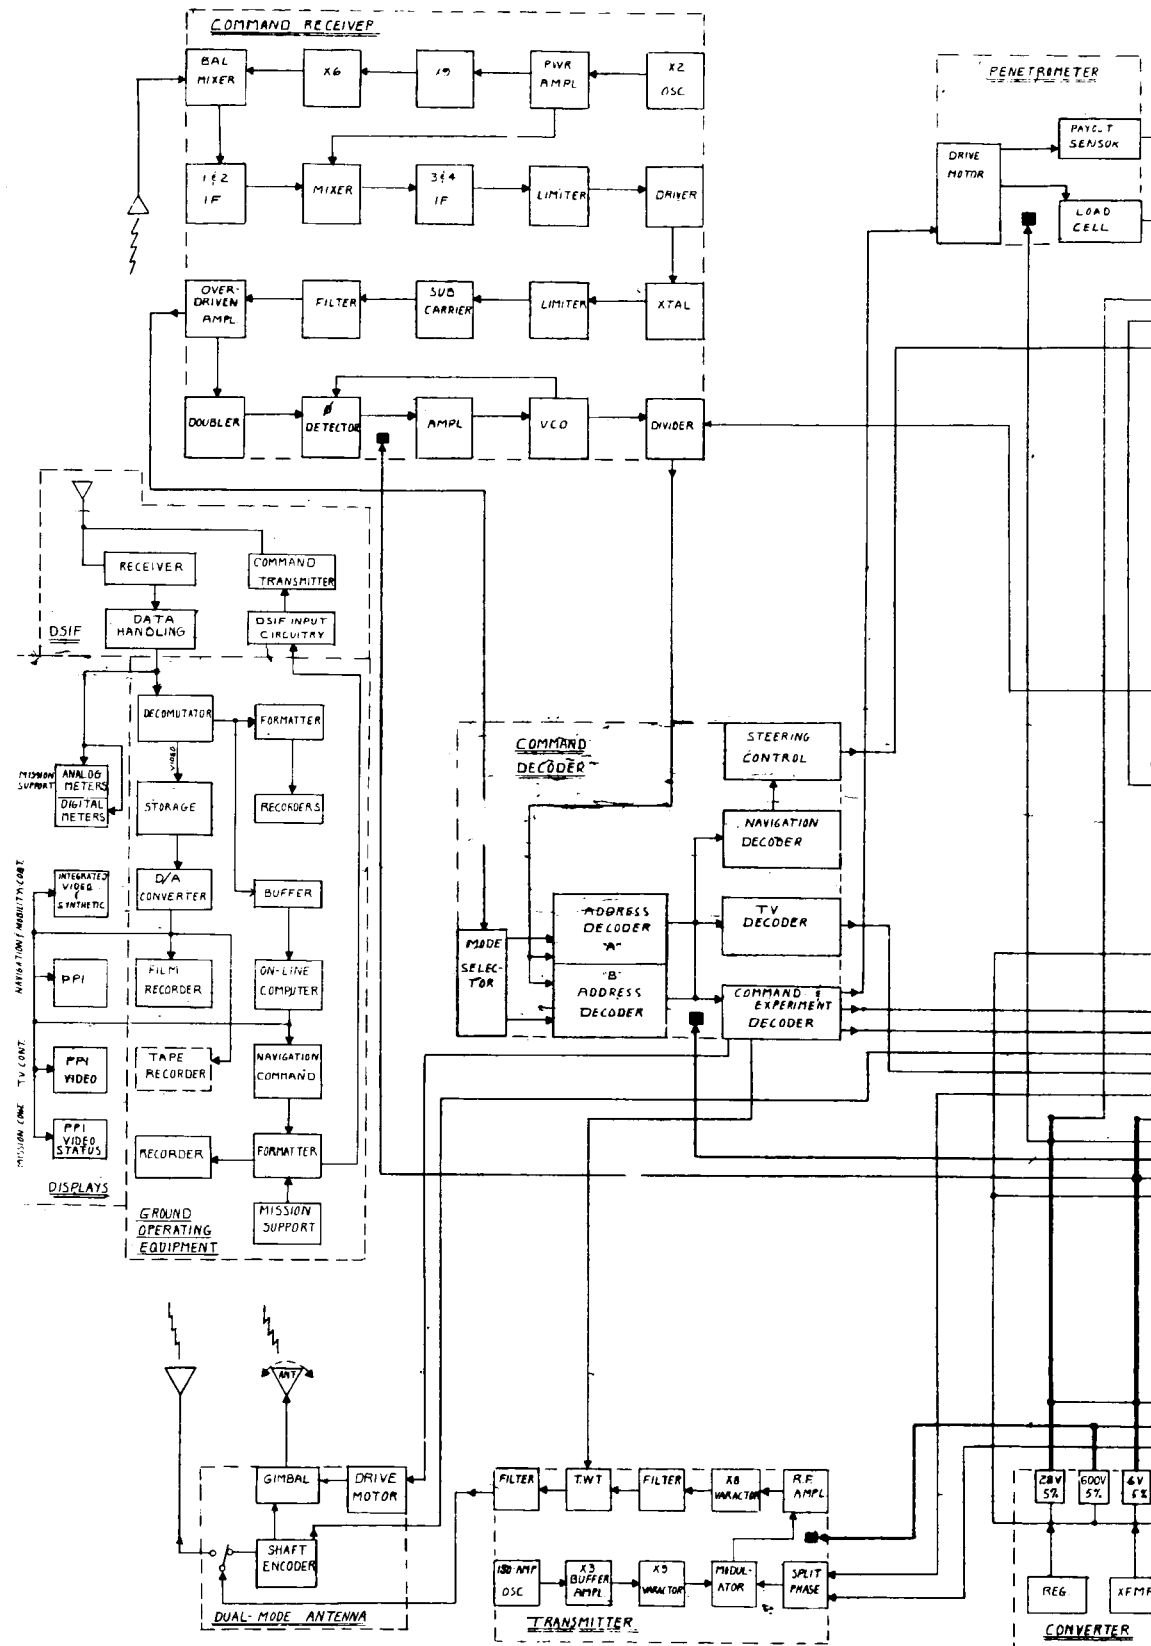 COMMAND RECEIVER
BAL
MIXER
X6
X9
PWR
AMPL
X2
OSC
1 & 2
IF
MIXER
3 & 4
IF
LIMITER
DRIVER
OVER-
DRIVEN
AMPL
FILTER
SUB
CARRIER
LIMITER
XTAL
DOUBLER
Ø
DETECTOR
AMPL
VCO
DIVIDER
PENETROMETER
DRIVE
MOTOR
PAYOUT
SENSOR
LOAD
CELL
RECEIVER
COMMAND
TRANSMITTER
DATA
HANDLING
DSIF INPUT
CIRCUITRY
DSIF
DECOMUTATOR
FORMATTER
VIDEO
MISSION
SUPPORT
ANALOG
METERS
DIGITAL
METERS
STORAGE
RECORDERS
NAVIGATION & MOBILITY CONT.
INTEGRATED
VIDEO &
SYNTHETIC
D/A
CONVERTER
BUFFER
PPI
FILM
RECORDER
ON-LINE
COMPUTER
TV CONT.
PPI
VIDEO
TAPE
RECORDER
NAVIGATION
COMMAND
PPI
VIDEO
STATUS
RECORDER
FORMATTER
DISPLAYS
MISSION
SUPPORT
GROUND
OPERATING
EQUIPMENT
COMMAND
DECODER
STEERING
CONTROL
NAVIGATION
DECODER
MODE
SELEC-
TOR
ADDRESS
DECODER
"A"
"B"
ADDRESS
DECODER
TV
DECODER
COMMAND &
EXPERIMENT
DECODER
ANT
GIMBAL
DRIVE
MOTOR
SHAFT
ENCODER
DUAL-MODE ANTENNA
FILTER
T.W.T
FILTER
X8
VARACTOR
R.F.
AMPL
OSC
X3
BUFFER
AMPL
X5
VARACTOR
MODUL-
ATOR
SPLIT
PHASE
TRANSMITTER
28V
5%
600V
5%
6V
5%
REG.
XFMR
CONVERTER